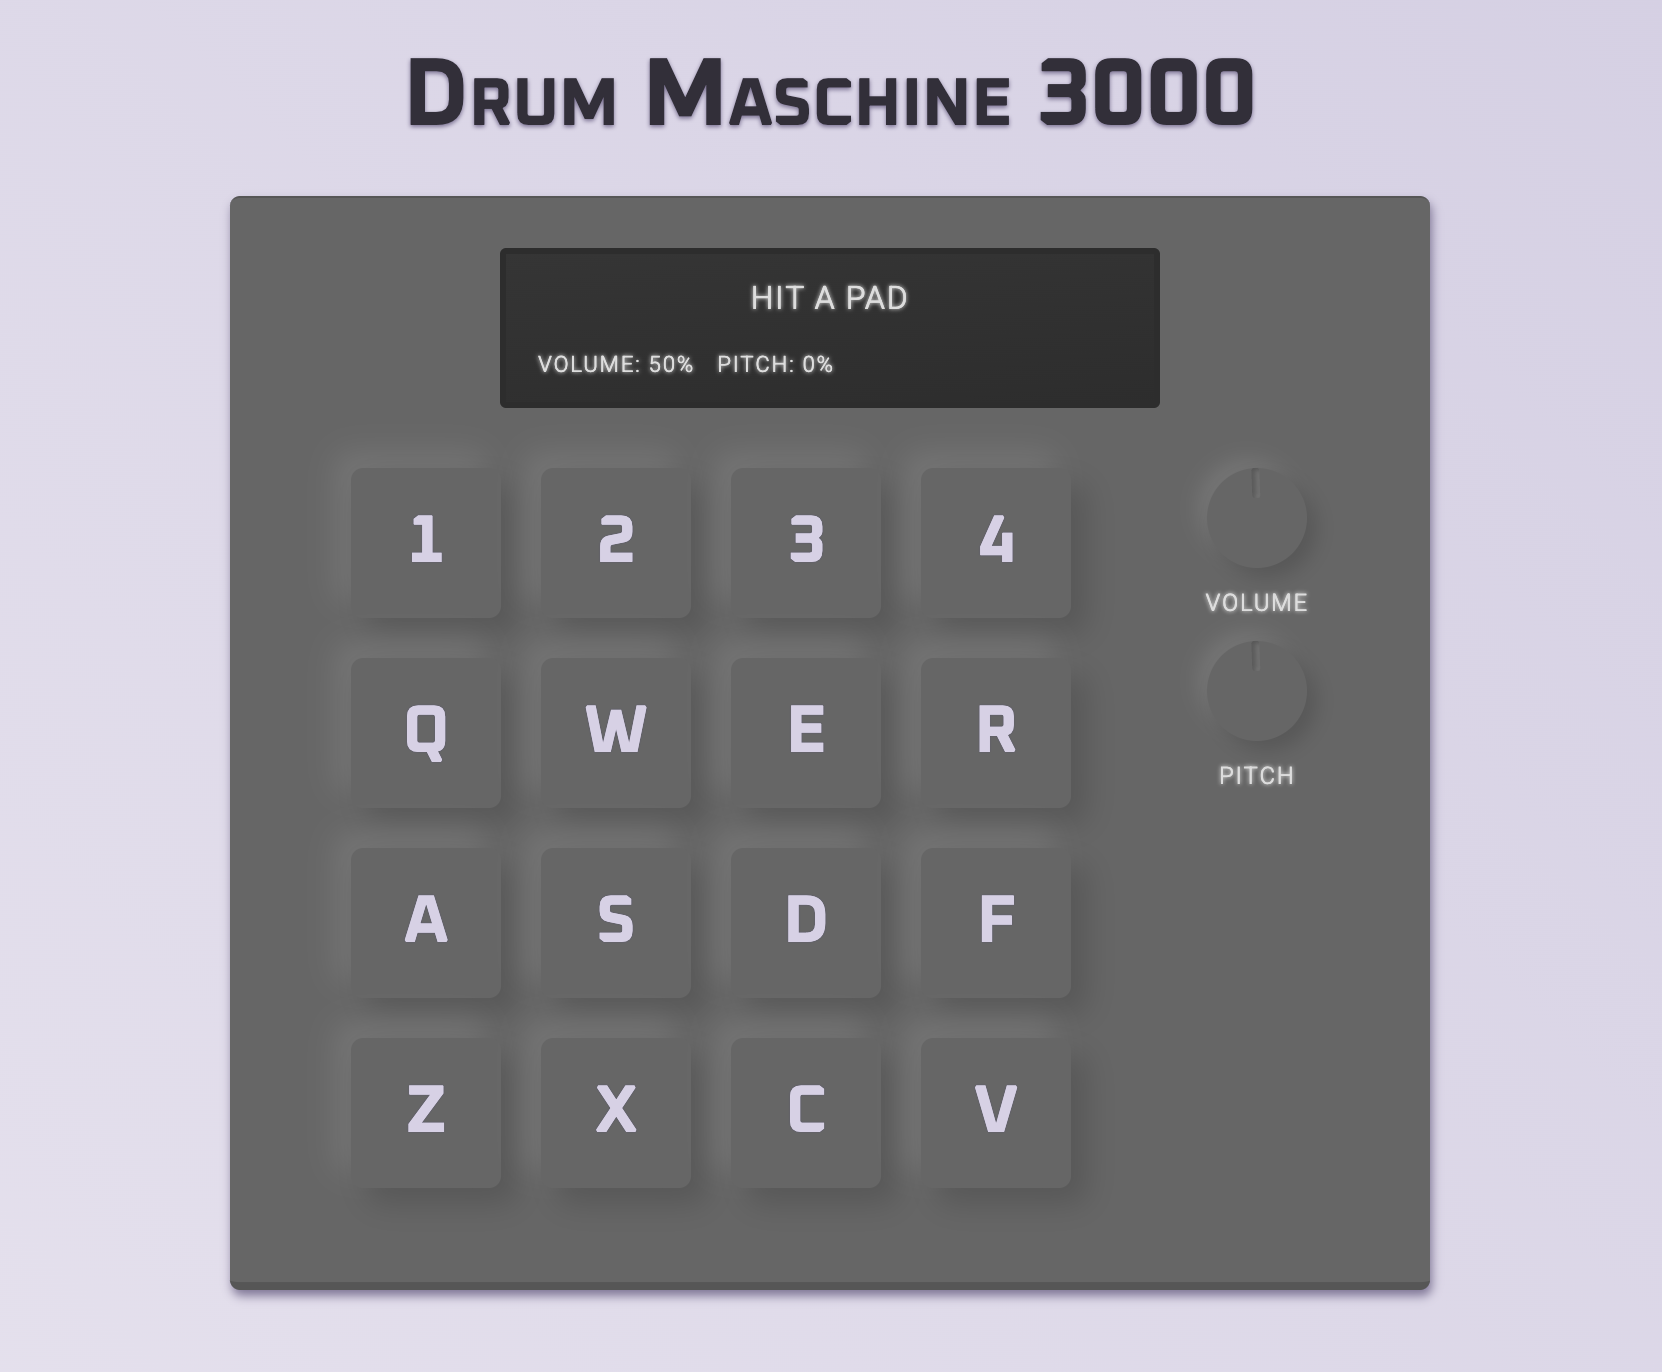 Drum Maschine 3000
HIT A PAD
VOLUME: 50% PITCH: 0%
1 2 3 4
VOLUME
Q W E R
PITCH
A S D F
Z X C V